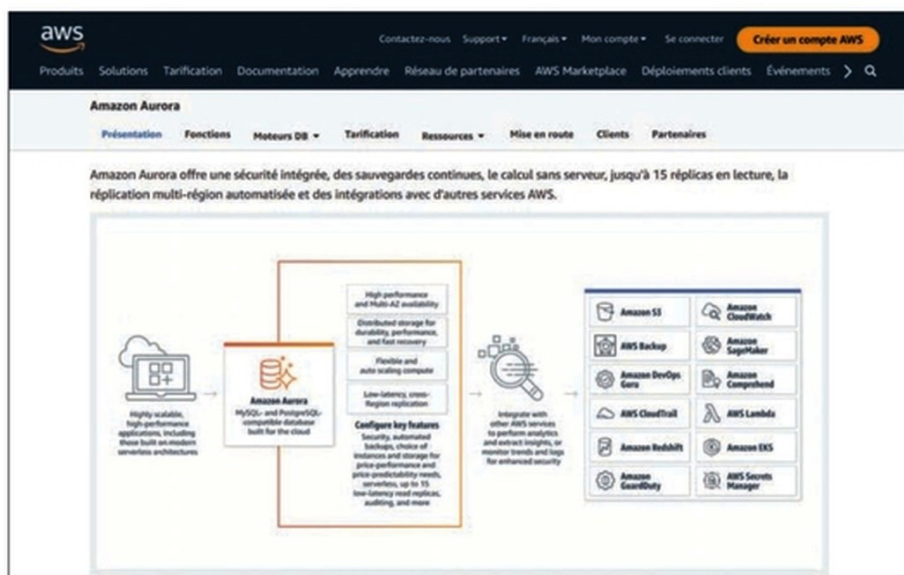 aws
Contactez-nous Support Français Mon compte Se connecter Créer un compte AWS
Produits Solutions Tarification Documentation Apprendre Réseau de partenaires AWS Marketplace Déploiements clients Événements
Amazon Aurora
Présentation Fonctions Moteurs DB Tarification Ressources Mise en route Clients Partenaires
Amazon Aurora offre une sécurité intégrée, des sauvegardes continues, le calcul sans serveur, jusqu'à 15 réplicas en lecture, la
réplication multi-région automatisée et des intégrations avec d'autres services AWS.
Highly scalable,
high-performance
applications, including
those built on modern
serverless architectures
Amazon Aurora
MySQL- and PostgreSQL-
compatible database
built for the cloud
High performance
and Multi-AZ availability
Distributed storage for
durability, performance,
and fast recovery
Flexible and
auto scaling compute
Low-latency, cross-
Region replication
Configure key features
Security, automated
backups, choice of
instances and storage for
price-performance and
price-predictability needs,
serverless, up to 15
low-latency read replicas,
auditing, and more
Integrate with
other AWS services
to perform analytics
and extract insights, or
monitor trends and logs
for enhanced security
Amazon S3
Amazon
CloudWatch
AWS Backup
Amazon
SageMaker
Amazon DevOps
Guru
Amazon
Comprehend
AWS CloudTrail
AWS Lambda
Amazon Redshift
Amazon EKS
Amazon
GuardDuty
AWS Secrets
Manager